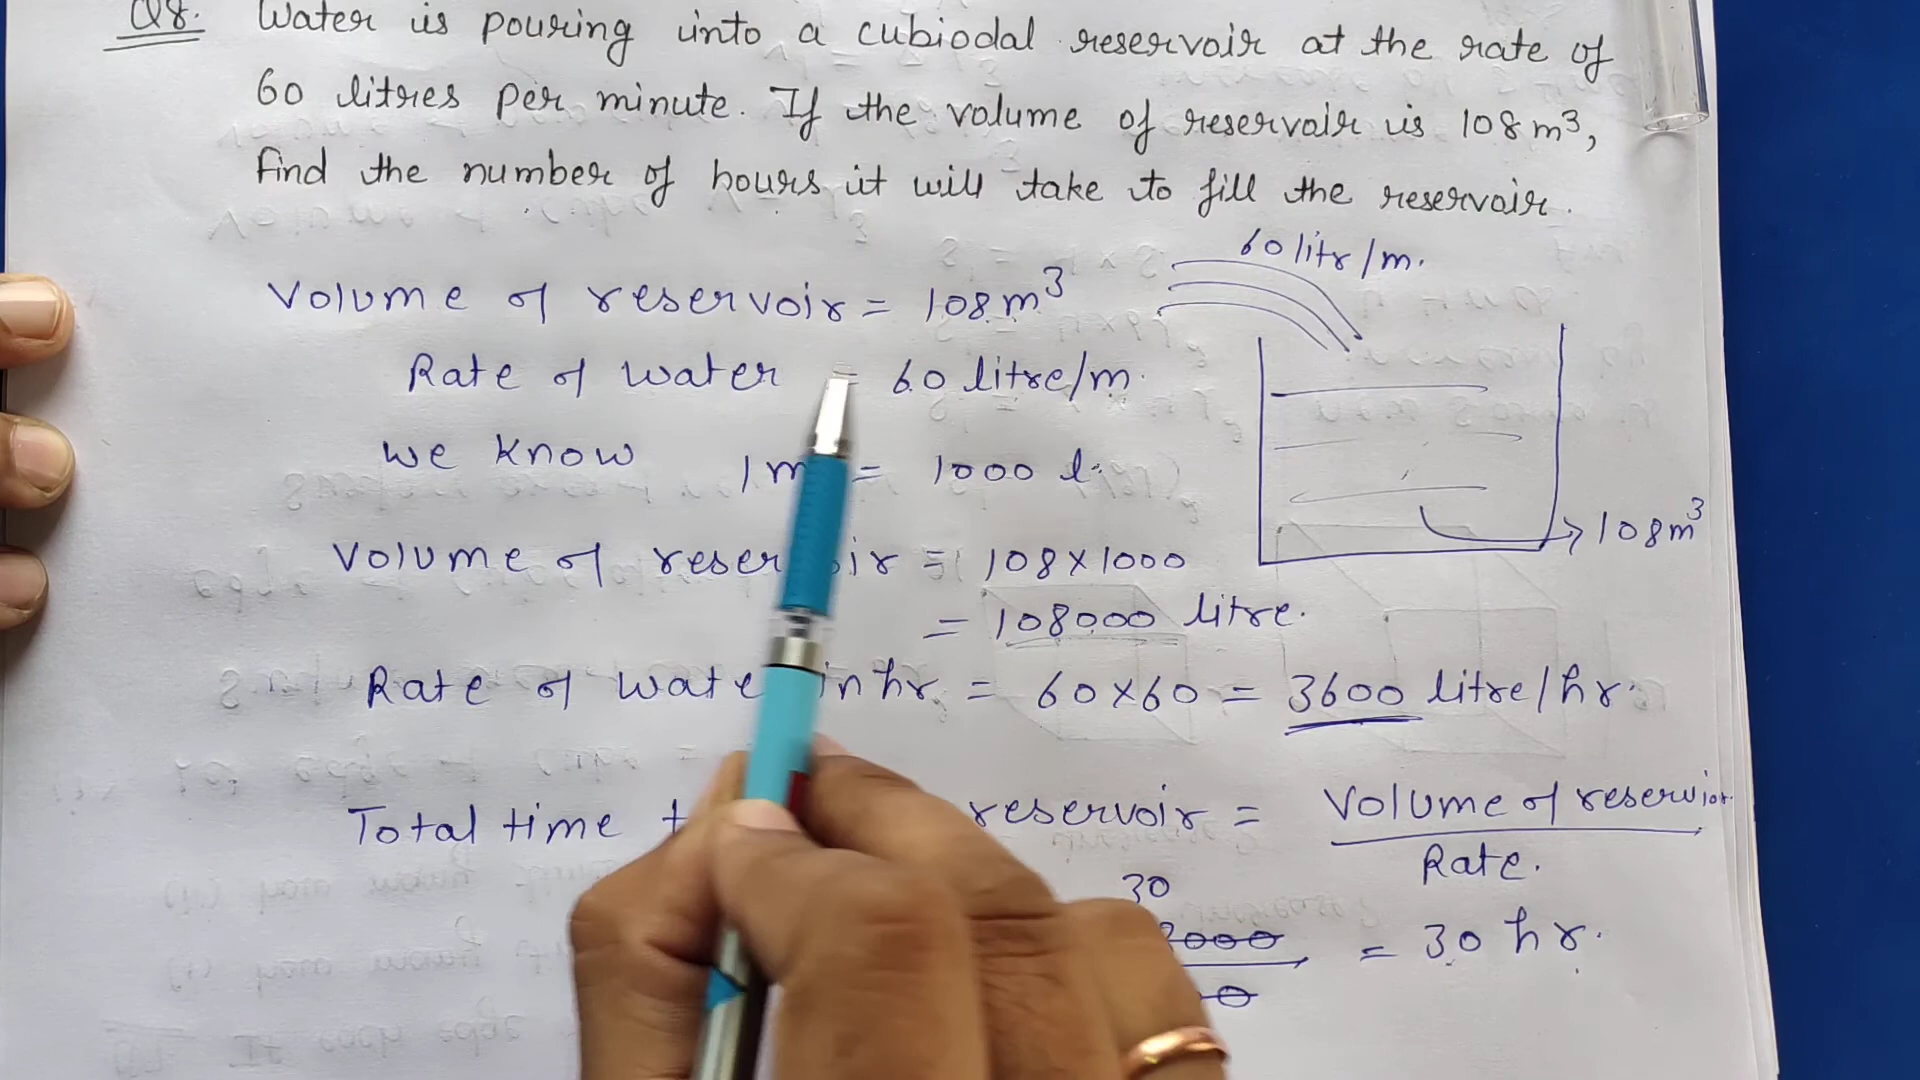 Q8. Water is pouring into a cubiodal reservoir at the rate of
60 litres per minute. If the volume of reservoir is 108 m³,
find the number of hours it will take to fill the reservoir.
60 litr/m.
Volume of reservoir = 108 m³
Rate of water = 60 litre/m.
We know 1 m = 1000 l.
108 m³
Volume of = 108 x 1000
= 108000 litre.
Rate of in hr = 60 x 60 = 3600 litre/hr.
Total time reservoir = Volume of reservior
Rate.
30
000 = 30 hr.
0